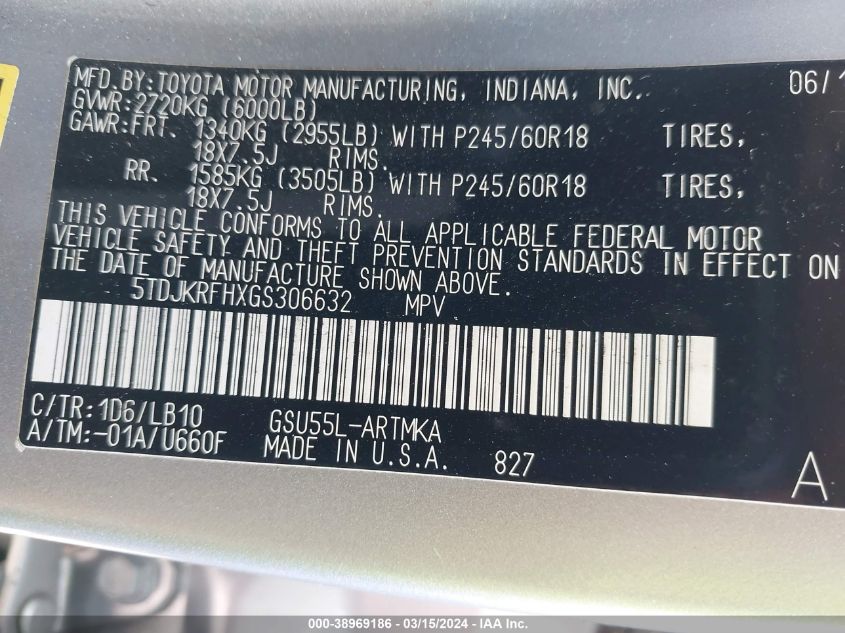 MFD.BY:TOYOTA MOTOR MANUFACTURING, INDIANA, INC. 06/1
GVWR:2720KG (6000LB)
GAWR:FRT. 1340KG (2955LB) WITH P245/60R18 TIRES,
18X7.5J RIMS.
RR. 1585KG (3505LB) WITH P245/60R18 TIRES,
18X7.5J RIMS.
THIS VEHICLE CONFORMS TO ALL APPLICABLE FEDERAL MOTOR
VEHICLE SAFETY AND THEFT PREVENTION STANDARDS IN EFFECT ON
THE DATE OF MANUFACTURE SHOWN ABOVE.
5TDJKRFHXGS306632 MPV
C/TR:1D6/LB10 GSU55L-ARTMKA
A/TM:-01A/U660F MADE IN U.S.A. 827 A
000-38969186 - 03/15/2024 - IAA Inc.